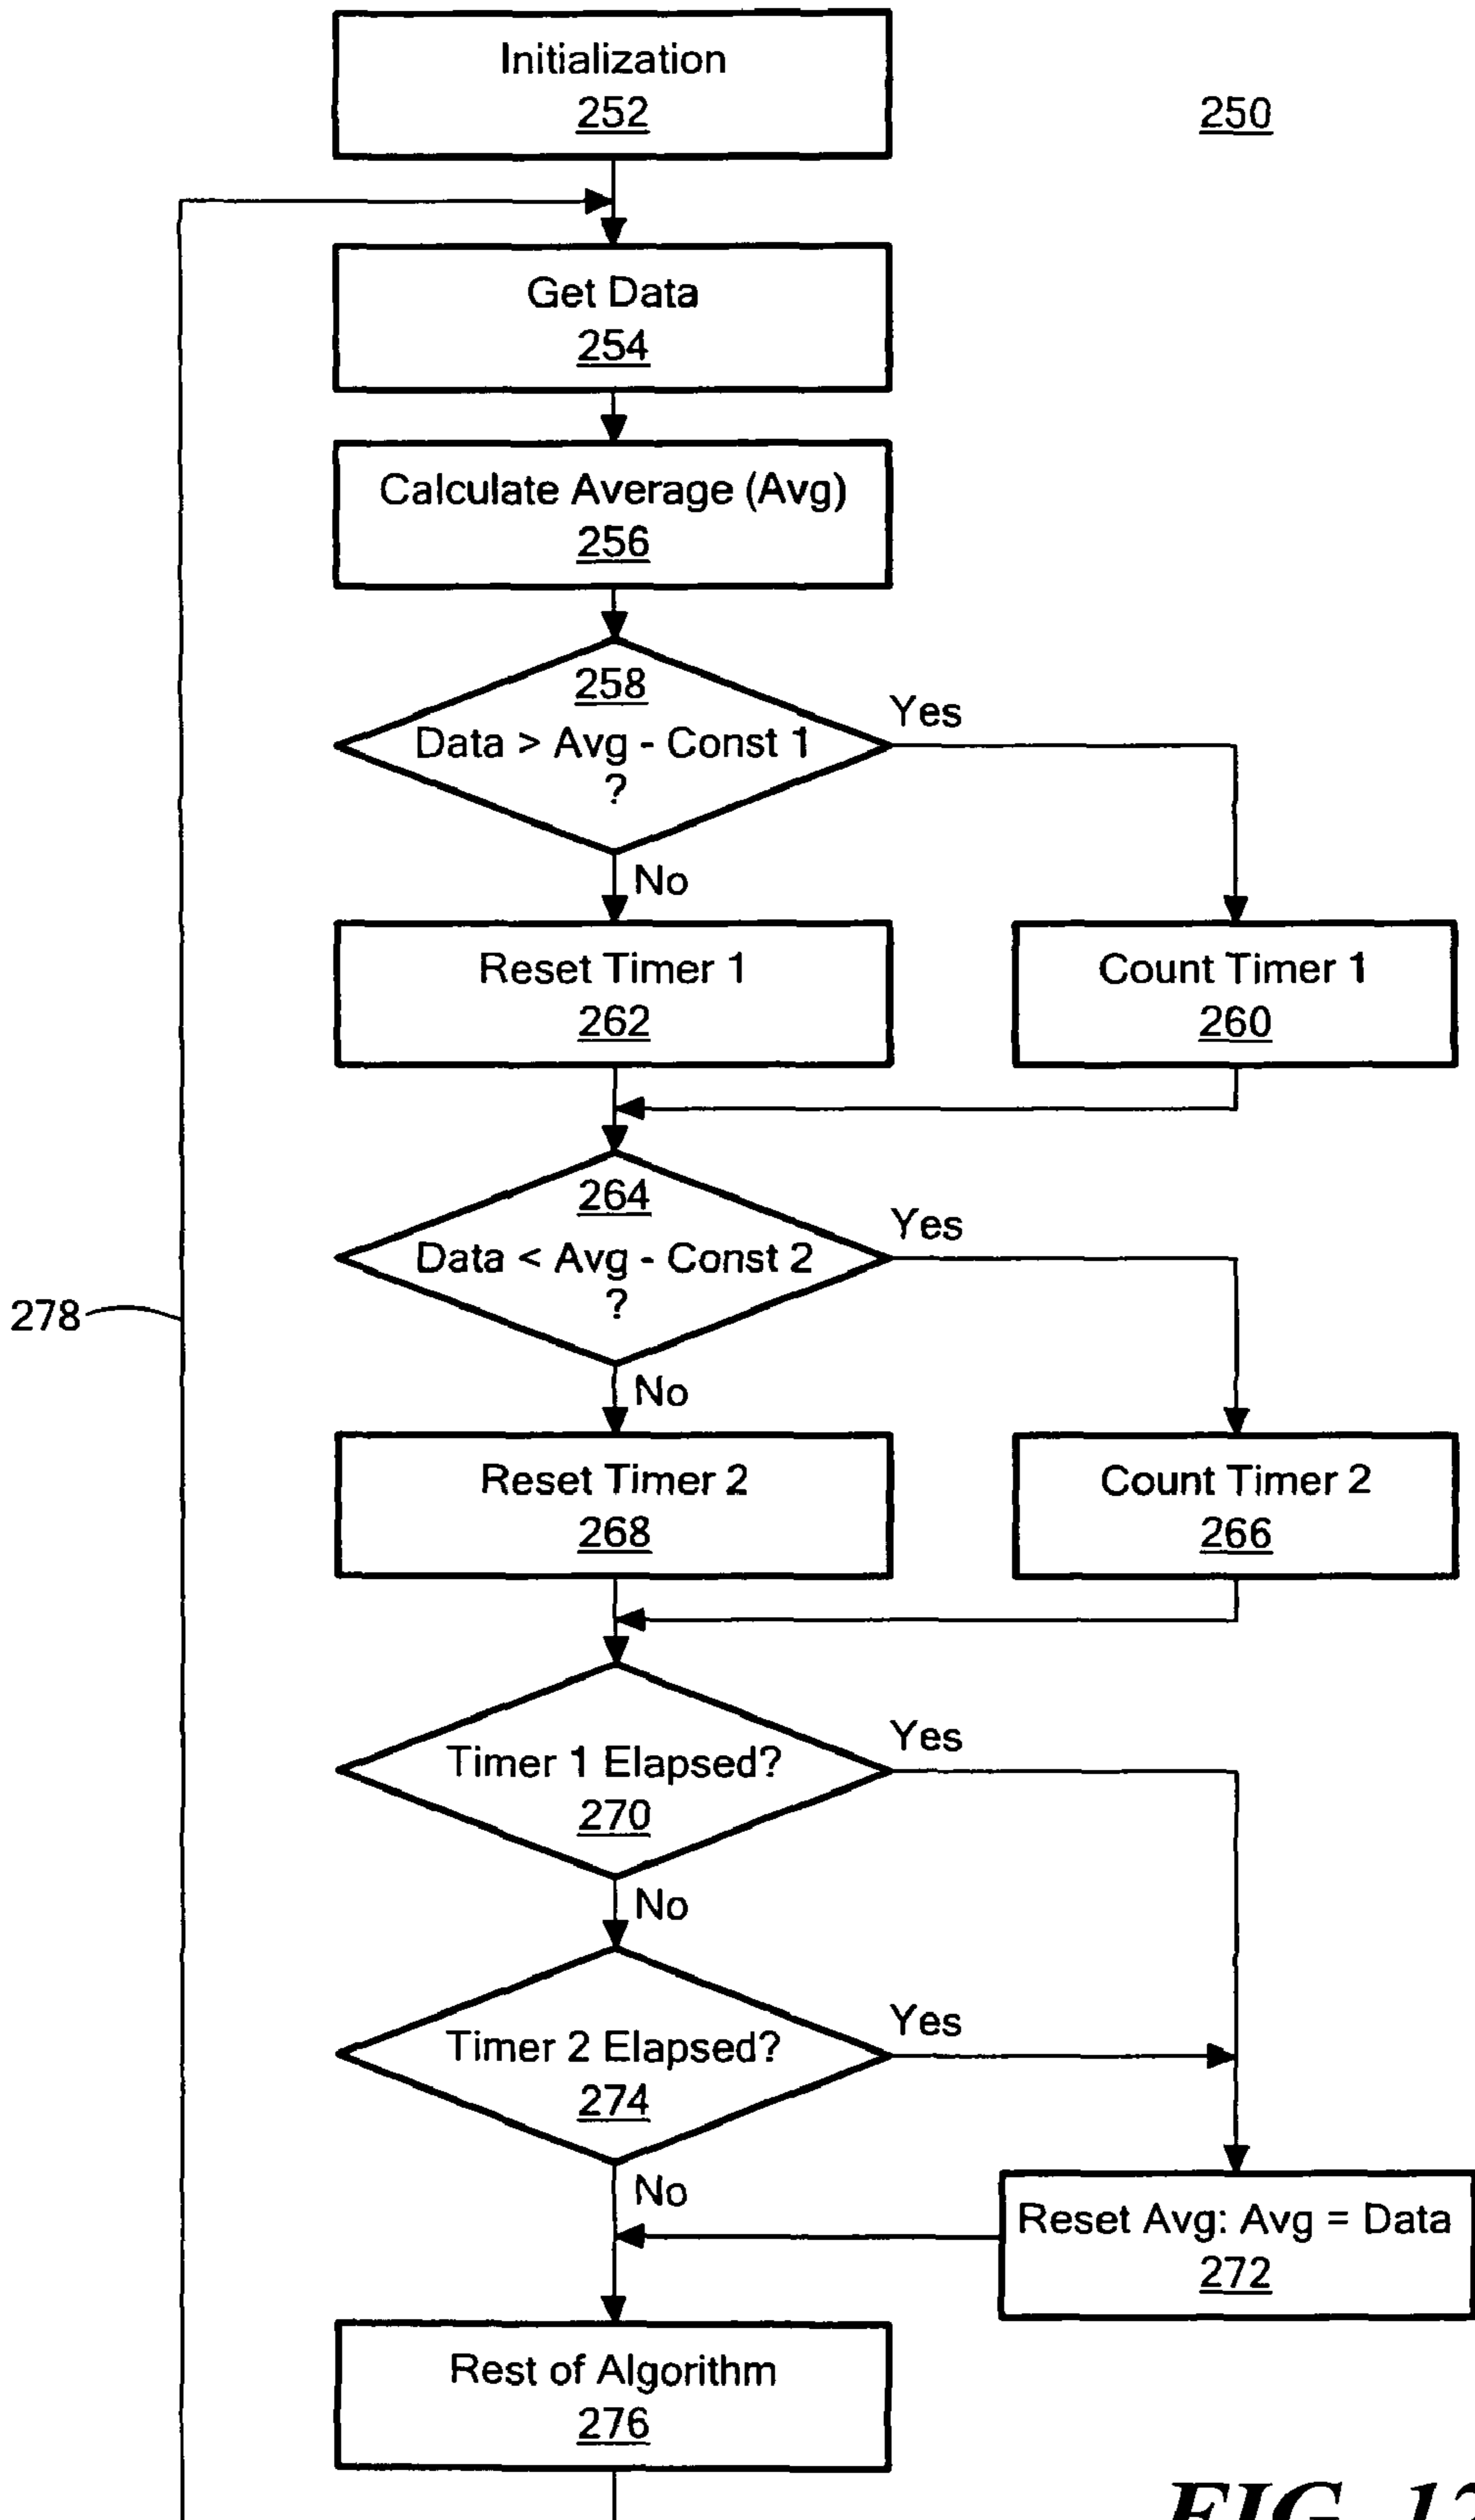 Initialization
252
250
Get Data
254
Calculate Average (Avg)
256
258
Data > Avg - Const 1
?
Yes
No
Reset Timer 1
262
Count Timer 1
260
264
Data < Avg - Const 2
?
Yes
278
No
Reset Timer 2
268
Count Timer 2
266
Timer 1 Elapsed?
270
Yes
No
Timer 2 Elapsed?
274
Yes
No
Reset Avg: Avg = Data
272
Rest of Algorithm
276
FIG.